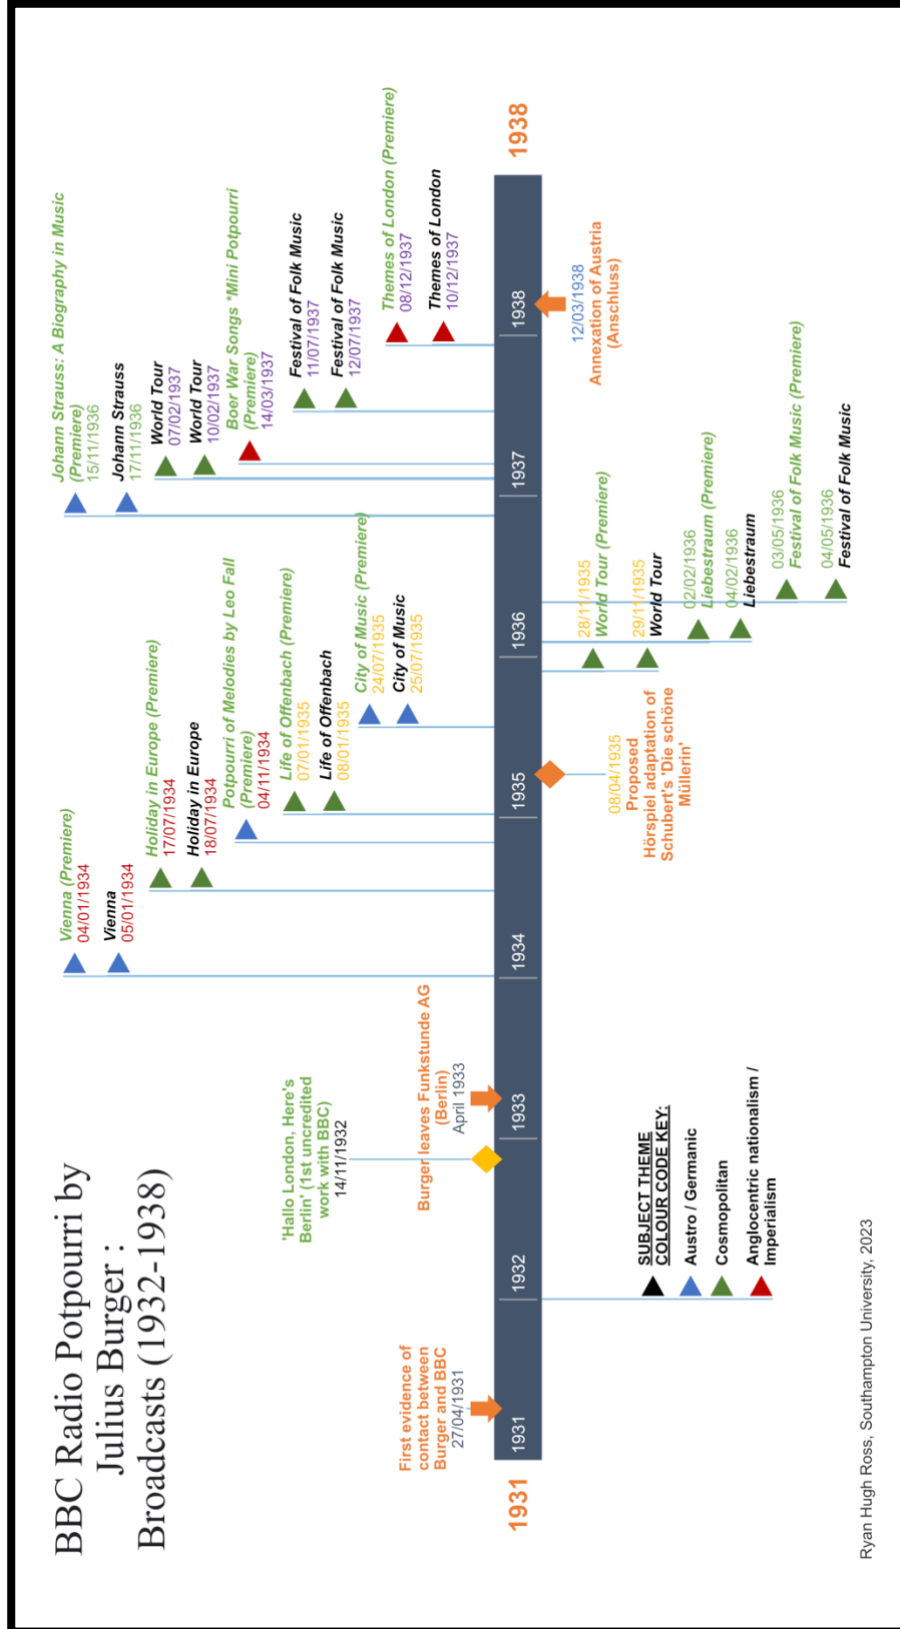 BBC Radio Potpourri by
Julius Burger :
Broadcasts (1932-1938)
Vienna (Premiere)
04/01/1934
Vienna
05/01/1934
Holiday in Europe (Premiere)
17/07/1934
Holiday in Europe
18/07/1934
Potpourri of Melodies by Leo Fall
(Premiere)
04/11/1934
Life of Offenbach (Premiere)
07/01/1935
Life of Offenbach
08/01/1935
City of Music (Premiere)
24/07/1935
City of Music
25/07/1935
Johann Strauss: A Biography in Music
(Premiere)
15/11/1936
Johann Strauss
17/11/1936
World Tour
07/02/1937
World Tour
10/02/1937
Boer War Songs *Mini Potpourri
(Premiere)
14/03/1937
Festival of Folk Music
11/07/1937
Festival of Folk Music
12/07/1937
Themes of London (Premiere)
08/12/1937
Themes of London
10/12/1937
First evidence of
contact between
Burger and BBC
27/04/1931
'Hallo London, Here's
Berlin' (1st uncredited
work with BBC)
14/11/1932
Burger leaves Funkstunde AG
(Berlin)
April 1933
1931
1931
1932
1933
1934
1935
1936
1937
1938
1938
SUBJECT THEME
COLOUR CODE KEY:
Austro / Germanic
Cosmopolitan
Anglocentric nationalism /
Imperialism
08/04/1935
Proposed
Hörspiel adaptation of
Schubert's 'Die schöne
Müllerin'
28/11/1935
World Tour (Premiere)
29/11/1935
World Tour
02/02/1936
Liebestraum (Premiere)
04/02/1936
Liebestraum
03/05/1936
Festival of Folk Music (Premiere)
04/05/1936
Festival of Folk Music
12/03/1938
Annexation of Austria
(Anschluss)
Ryan Hugh Ross, Southampton University, 2023